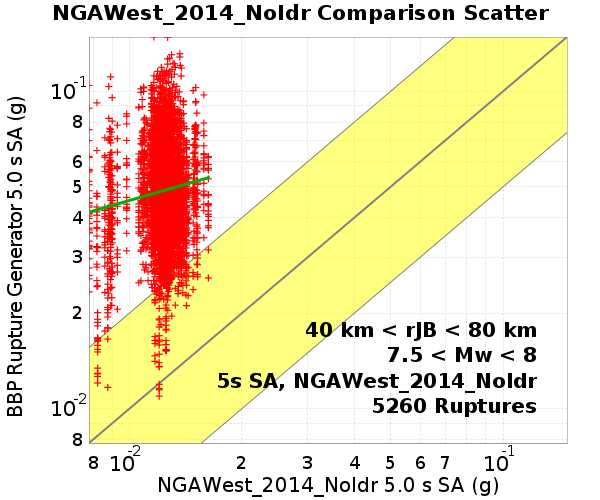 NGAWest_2014_NoIdr Comparison Scatter
BBP Rupture Generator 5.0 s SA (g)
10^-1
8
6
5
4
3
2
10^-2
8
40 km < rJB < 80 km
7.5 < Mw < 8
5s SA, NGAWest_2014_NoIdr
5260 Ruptures
8 10^-2 2 3 4 5 6 7 10^-1
NGAWest_2014_NoIdr 5.0 s SA (g)